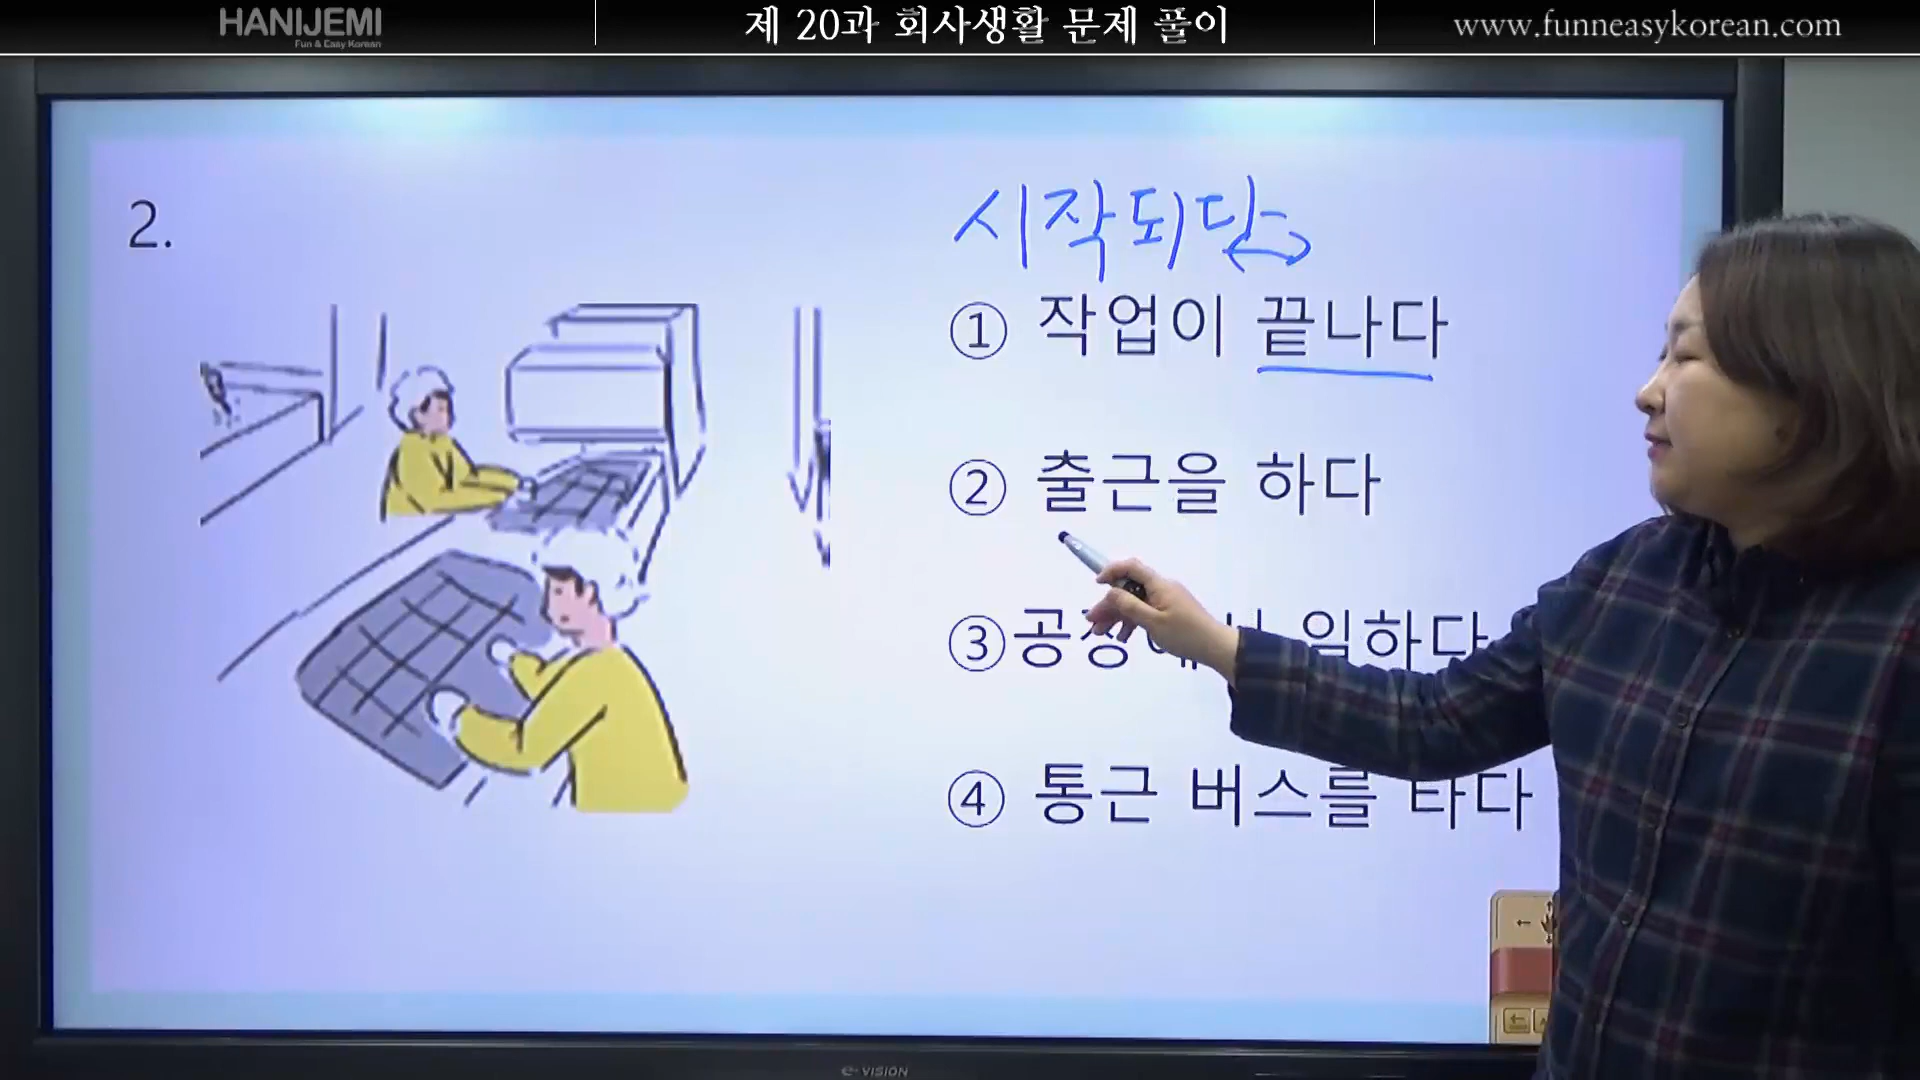 HANIJEMI
Fun & Easy Korean
제 20과 회사생활 문제 풀이
www.funneasykorean.com
2.
시작되다
① 작업이 끝나다
② 출근을 하다
③ 공장에서 일하다
④ 통근 버스를 타다
e-VISION